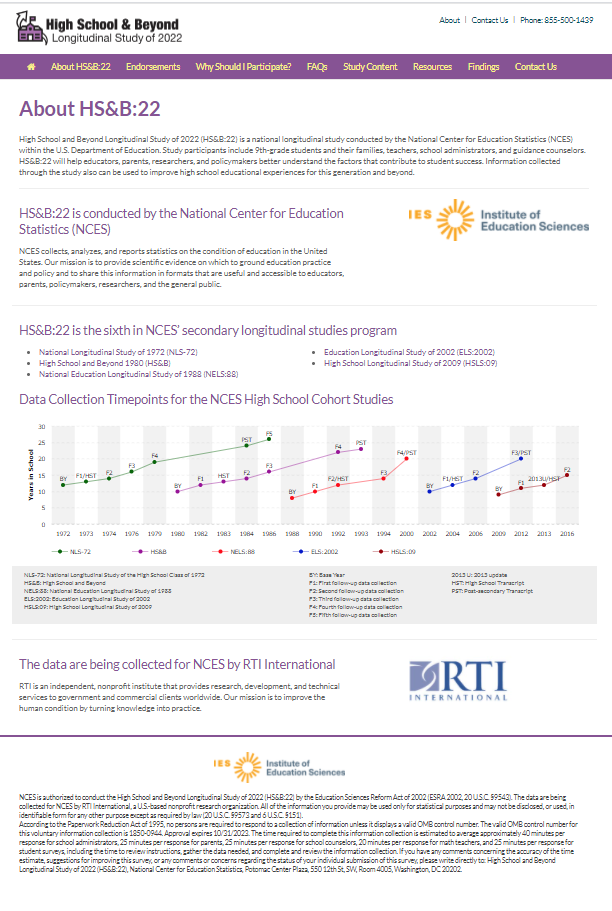 High School & Beyond
Longitudinal Study of 2022
About | Contact Us | Phone: 855-500-1439
About HS&B:22 Endorsements Why Should I Participate? FAQs Study Content Resources Findings Contact Us
About HS&B:22
High School and Beyond Longitudinal Study of 2022 (HS&B:22) is a national longitudinal study conducted by the National Center for Education Statistics (NCES)
within the U.S. Department of Education. Study participants include 9th-grade students and their families, teachers, school administrators, and guidance counselors.
HS&B:22 will help educators, parents, researchers, and policymakers better understand the factors that contribute to student success. Information collected
through the study also can be used to improve high school educational experiences for this generation and beyond.
HS&B:22 is conducted by the National Center for Education
Statistics (NCES)
NCES collects, analyzes, and reports statistics on the condition of education in the United
States. Our mission is to provide scientific evidence on which to ground education practice
and policy and to share this information in formats that are useful and accessible to educators,
parents, policymakers, researchers, and the general public.
IES Institute of
Education Sciences
HS&B:22 is the sixth in NCES' secondary longitudinal studies program
• National Longitudinal Study of 1972 (NLS-72)
• High School and Beyond 1980 (HS&B)
• National Education Longitudinal Study of 1988 (NELS:88)
• Education Longitudinal Study of 2002 (ELS:2002)
• High School Longitudinal Study of 2009 (HSLS:09)
Data Collection Timepoints for the NCES High School Cohort Studies
Years in School
30
25
20
15
10
5
0
BY F1/HST F2 F3 F4 PST F5
BY F1 HST F2 F3 F4 PST
BY F1 F2/HST F3 F4/PST
BY F1/HST F2 F3/PST
BY F1 2013U/HST F2
1972 1973 1974 1976 1979 1980 1982 1983 1984 1986 1988 1990 1992 1993 1994 2000 2002 2004 2006 2009 2012 2013 2016
NLS-72 HS&B NELS:88 ELS:2002 HSLS:09
NLS-72: National Longitudinal Study of the High School Class of 1972
HS&B: High School and Beyond
NELS:88: National Education Longitudinal Study of 1988
ELS:2002: Education Longitudinal Study of 2002
HSLS:09: High School Longitudinal Study of 2009
BY: Base Year
F1: First follow-up data collection
F2: Second follow-up data collection
F3: Third follow-up data collection
F4: Fourth follow-up data collection
F5: Fifth follow-up data collection
2013 U: 2013 update
HST: High School Transcript
PST: Post-secondary Transcript
The data are being collected for NCES by RTI International
RTI is an independent, nonprofit institute that provides research, development, and technical
services to government and commercial clients worldwide. Our mission is to improve the
human condition by turning knowledge into practice.
RTI
INTERNATIONAL
IES Institute of
Education Sciences
NCES is authorized to conduct the High School and Beyond Longitudinal Study of 2022 (HS&B:22) by the Education Sciences Reform Act of 2002 (ESRA 2002, 20 U.S.C. §9543). The data are being
collected for NCES by RTI International, a U.S.-based nonprofit research organization. All of the information you provide may be used only for statistical purposes and may not be disclosed, or used, in
identifiable form for any other purpose except as required by law (20 U.S.C. §9573 and 6 U.S.C. §151).
According to the Paperwork Reduction Act of 1995, no persons are required to respond to a collection of information unless it displays a valid OMB control number. The valid OMB control number for
this voluntary information collection is 1850-0944. Approval expires 10/31/2023. The time required to complete this information collection is estimated to average approximately 40 minutes per
response for school administrators, 25 minutes per response for parents, 25 minutes per response for school counselors, 20 minutes per response for math teachers, and 25 minutes per response for
student surveys, including the time to review instructions, gather the data needed, and complete and review the information collection. If you have any comments concerning the accuracy of the time
estimate, suggestions for improving this survey, or any comments or concerns regarding the status of your individual submission of this survey, please write directly to: High School and Beyond
Longitudinal Study of 2022 (HS&B:22), National Center for Education Statistics, Potomac Center Plaza, 550 12th St., SW, Room 4005, Washington, DC 20202.